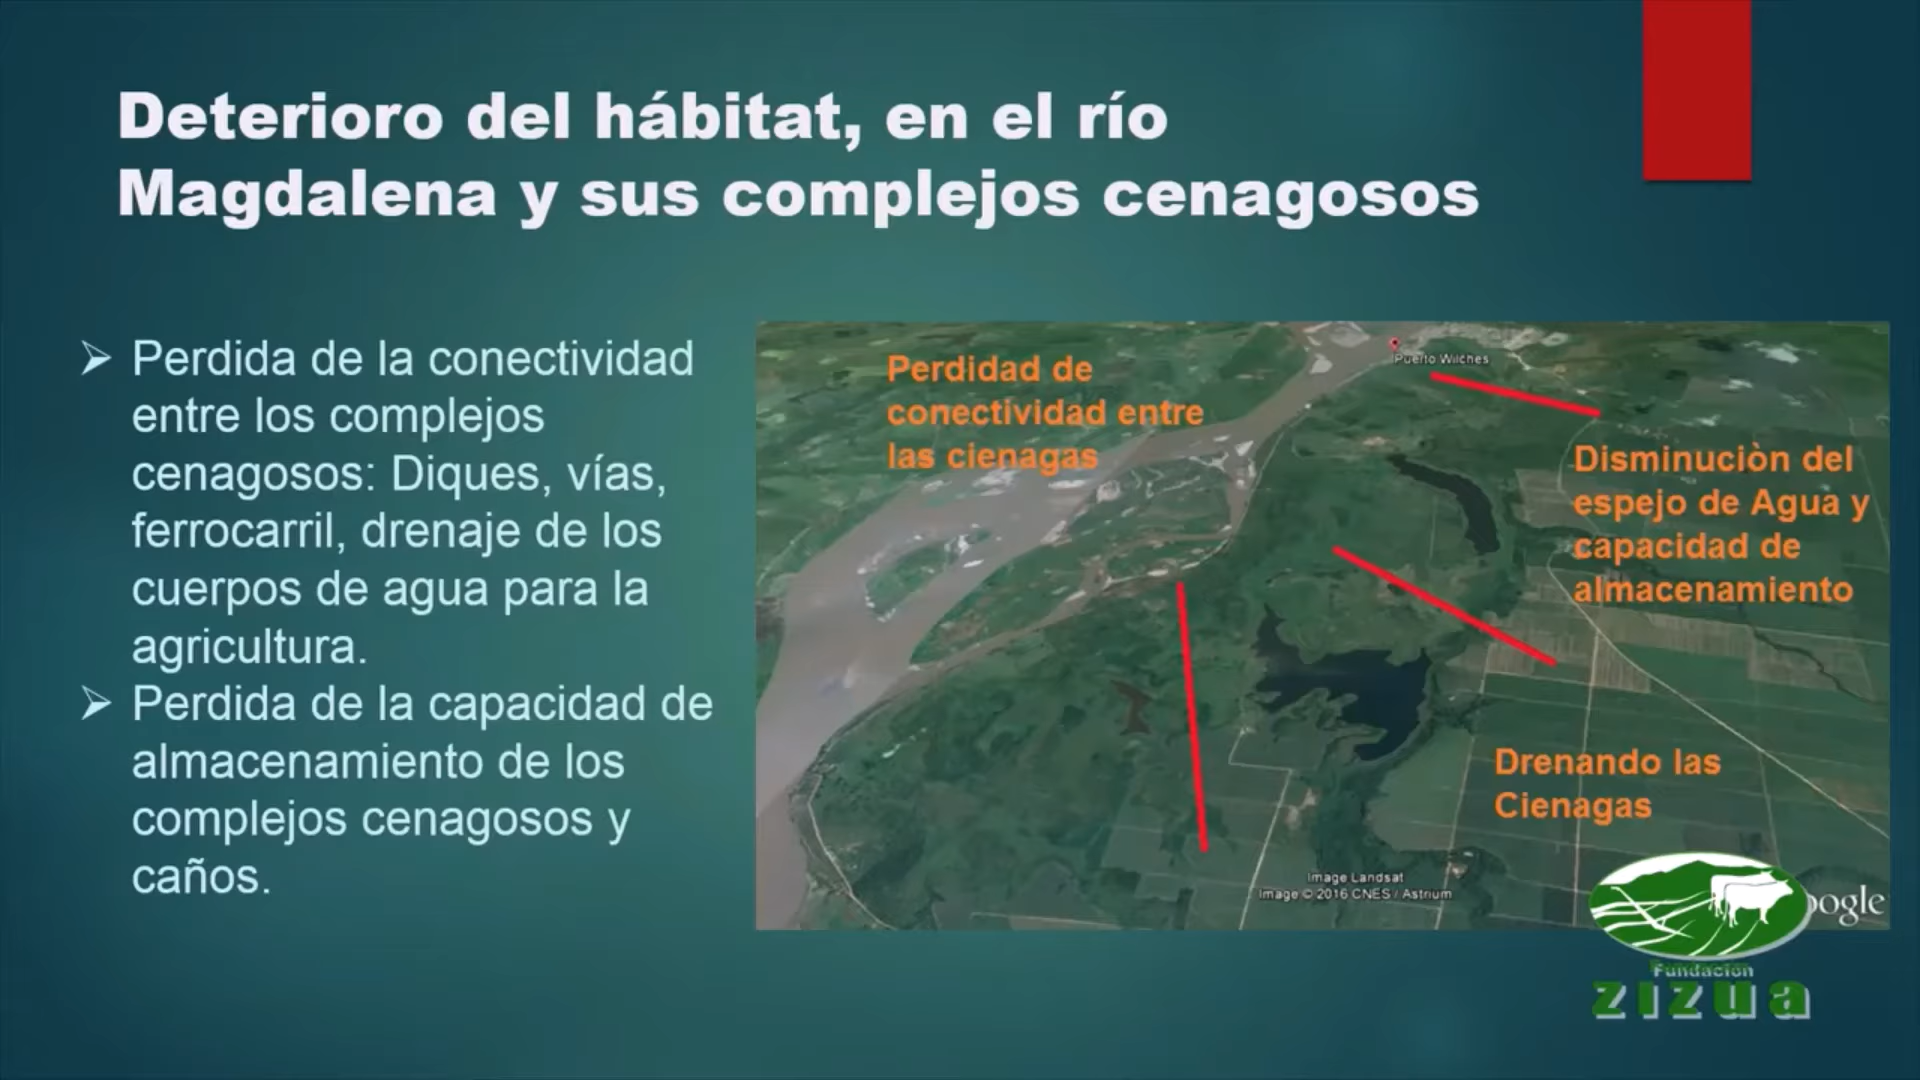 Deterioro del hábitat, en el río
Magdalena y sus complejos cenagosos
➢ Perdida de la conectividad
entre los complejos
cenagosos: Diques, vías,
ferrocarril, drenaje de los
cuerpos de agua para la
agricultura.
➢ Perdida de la capacidad de
almacenamiento de los
complejos cenagosos y
caños.
Perdidad de
conectividad entre
las cienagas
Puerto Wilches
Disminuciòn del
espejo de Agua y
capacidad de
almacenamiento
Drenando las
Cienagas
Image Landsat
Image © 2016 CNES / Astrium
oogle
Fundación
zizua